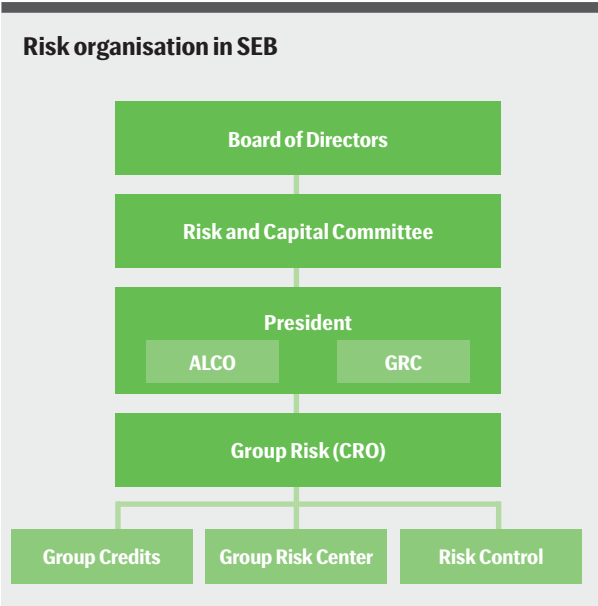 Risk organisation in SEB
Board of Directors
Risk and Capital Committee
President
ALCO
GRC
Group Risk (CRO)
Group Credits
Group Risk Center
Risk Control